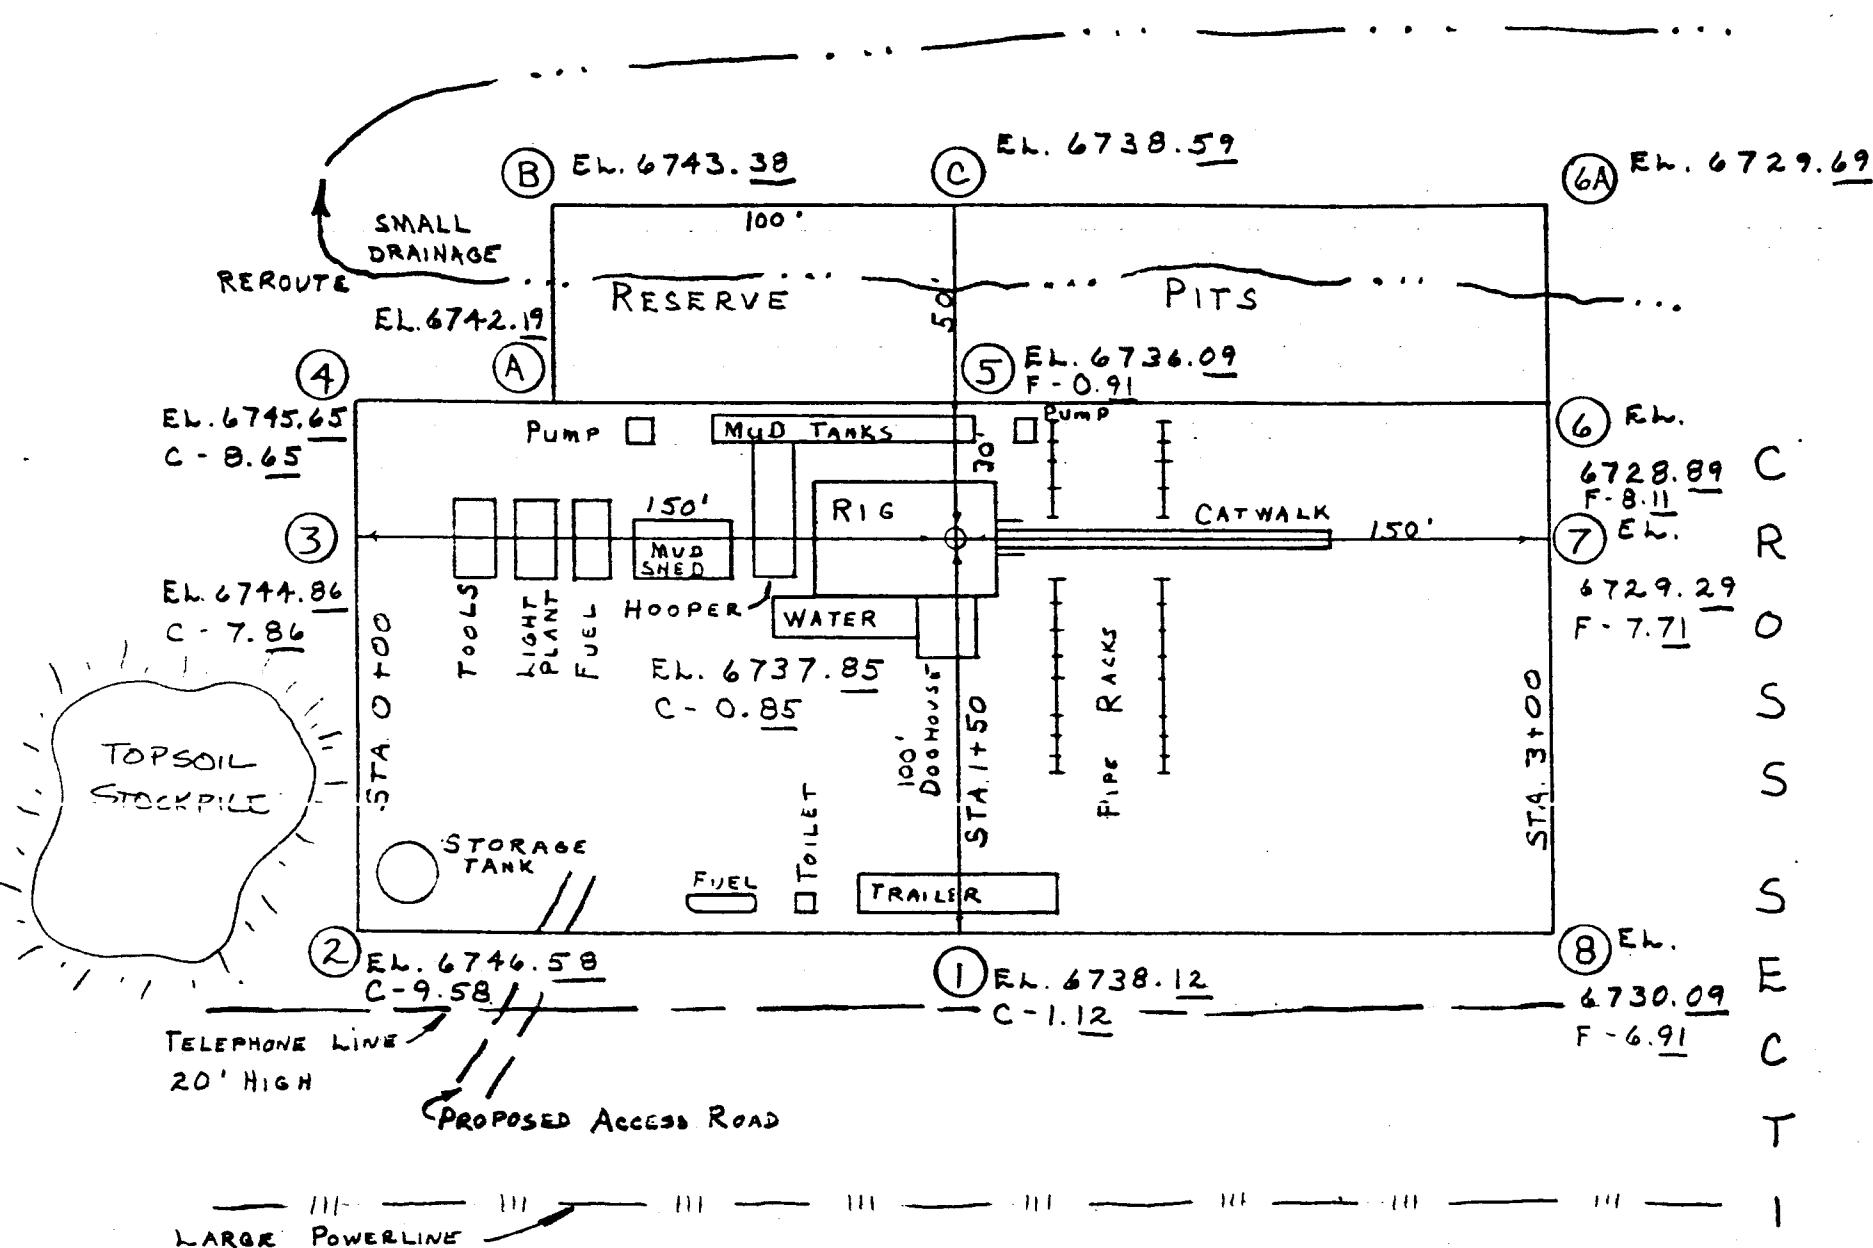 B EL. 6743.38
C EL. 6738.59
6A EL. 6729.69
100'
SMALL
DRAINAGE
REROUTE
RESERVE
50'
PITS
EL. 6742.19
4
A
5 EL. 6736.09
F - 0.91
EL. 6745.65
C - 8.65
PUMP
MUD TANKS
30'
PUMP
6 EL.
6728.89
F - 8.11
3
150'
MUD
SHED
RIG
CATWALK
150'
7 EL.
6729.29
F - 7.71
EL. 6744.86
C - 7.86
TOOLS
LIGHT
PLANT
FUEL
HOOPER
WATER
EL. 6737.85
C - 0.85
100'
DOGHOUSE
STA. 1+50
PIPE RACKS
STA. 0+00
STA. 3+00
TOPSOIL
STOCKPILE
STORAGE
TANK
FUEL
TOILET
TRAILER
2 EL. 6746.58
C - 9.58
1 EL. 6738.12
C - 1.12
8 EL.
6730.09
F - 6.91
TELEPHONE LINE
20' HIGH
PROPOSED ACCESS ROAD
LARGE POWERLINE
CROSS SECTI